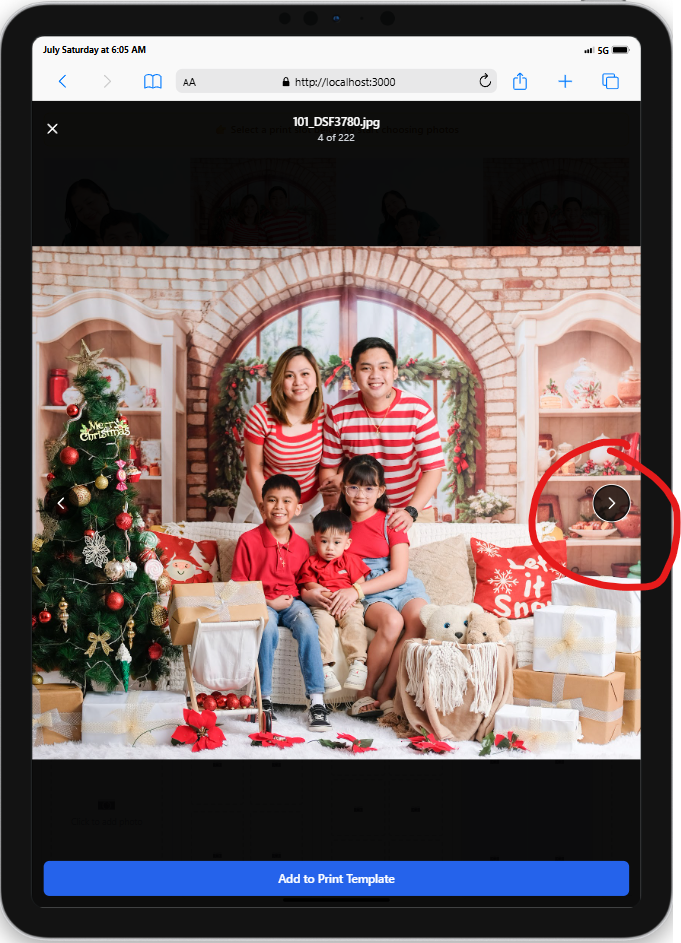 July Saturday at 6:05 AM
5G
AA
http://localhost:3000
101_DSF3780.jpg
4 of 222
Merry
Christmas
Let
it
Snow
Add to Print Template